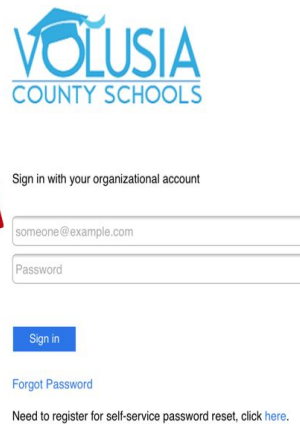 VOLUSIA
COUNTY SCHOOLS
Sign in with your organizational account
someone@example.com
Password
Sign in
Forgot Password
Need to register for self-service password reset, click here.